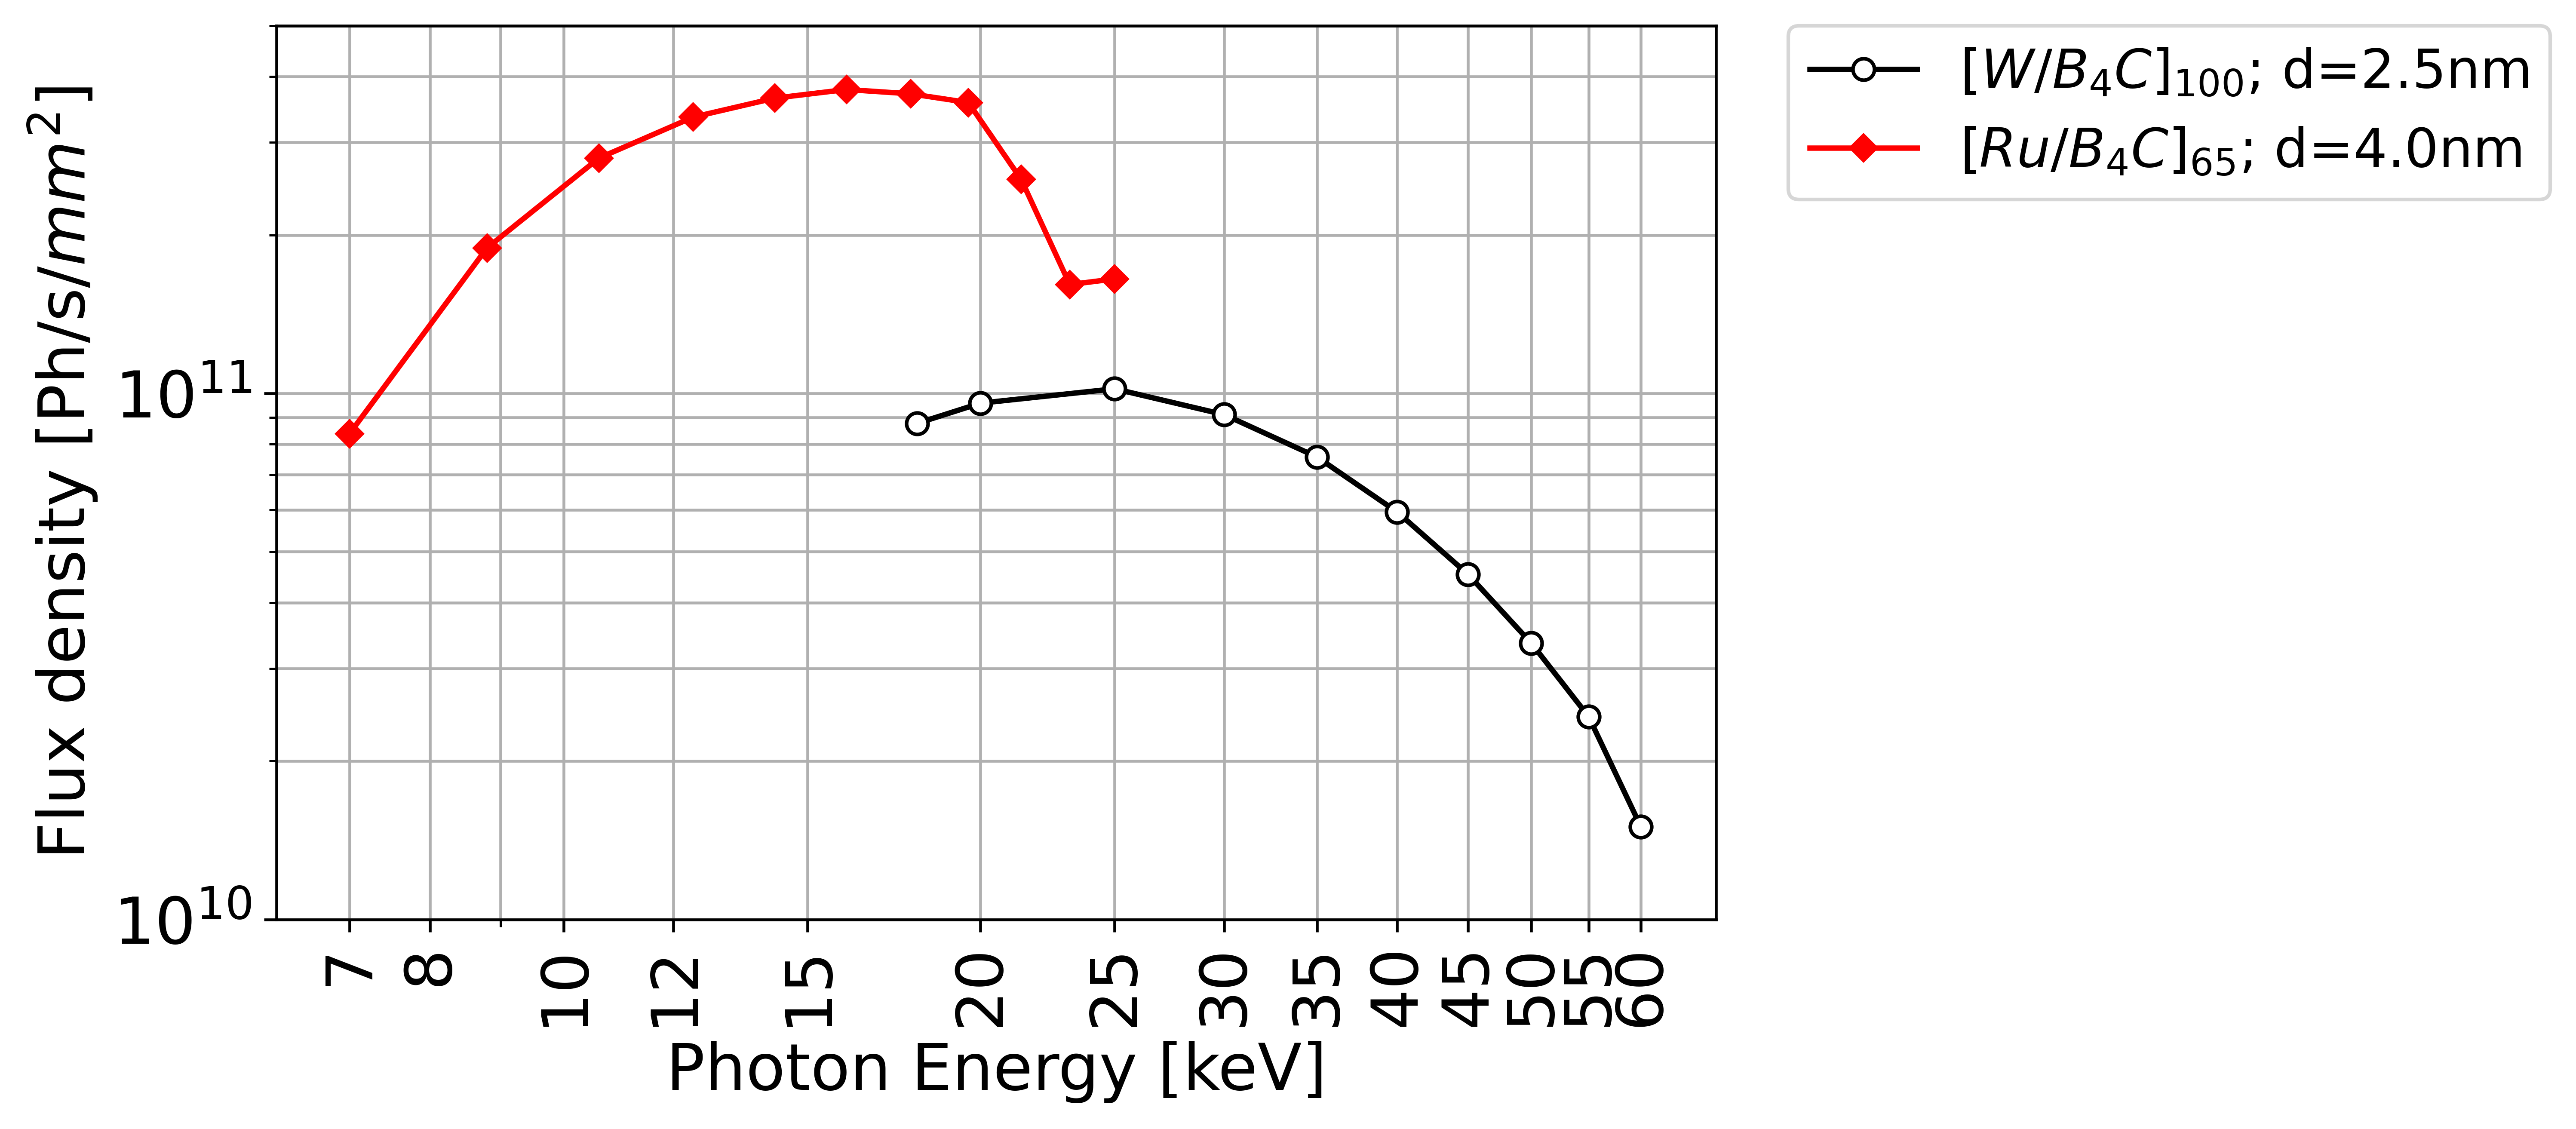 Flux density [Ph/s/mm²]
10¹¹
10¹⁰
7 8 10 12 15 20 25 30 35 40 45 50 55 60
Photon Energy [keV]
[W/B₄C]₁₀₀; d=2.5nm
[Ru/B₄C]₆₅; d=4.0nm